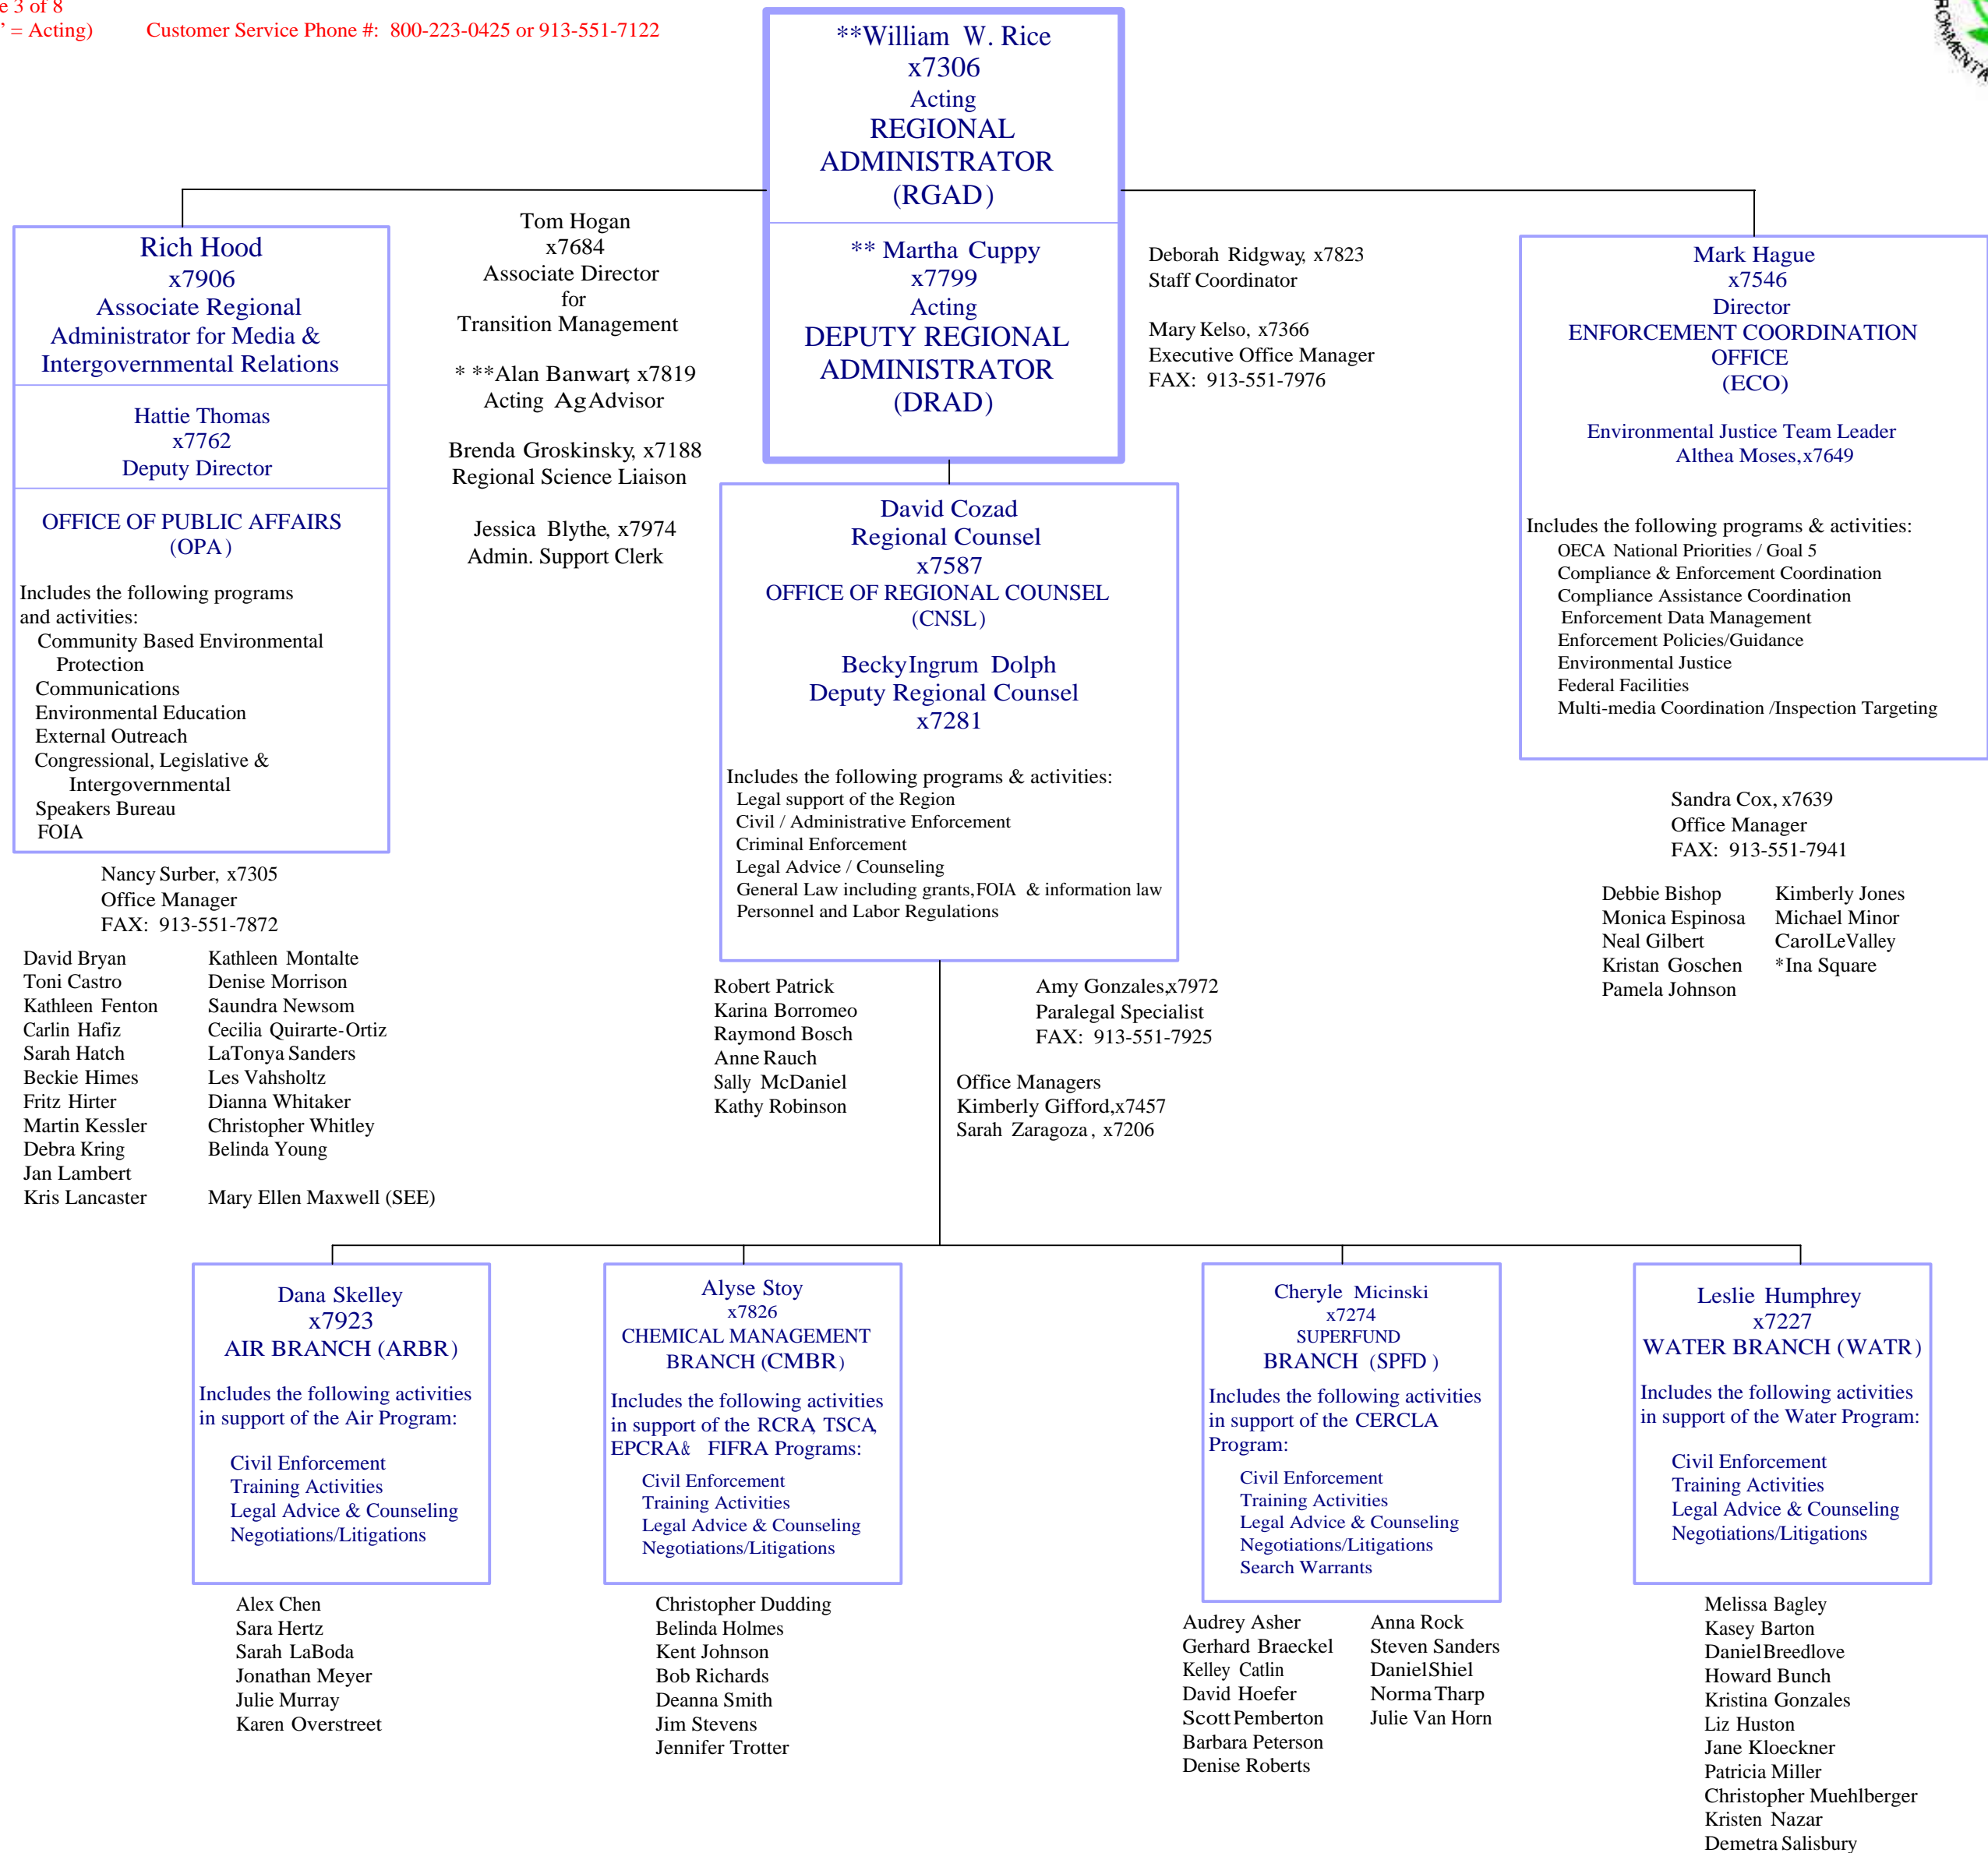 e 3 of 8
' = Acting) Customer Service Phone #: 800-223-0425 or 913-551-7122
**William W. Rice
x7306
Acting
REGIONAL
ADMINISTRATOR
(RGAD)
** Martha Cuppy
x7799
Acting
DEPUTY REGIONAL
ADMINISTRATOR
(DRAD)
Rich Hood
x7906
Associate Regional
Administrator for Media &
Intergovernmental Relations
Hattie Thomas
x7762
Deputy Director
OFFICE OF PUBLIC AFFAIRS
(OPA)
Includes the following programs
and activities:
Community Based Environmental
Protection
Communications
Environmental Education
External Outreach
Congressional, Legislative &
Intergovernmental
Speakers Bureau
FOIA
Nancy Surber, x7305
Office Manager
FAX: 913-551-7872
David Bryan
Toni Castro
Kathleen Fenton
Carlin Hafiz
Sarah Hatch
Beckie Himes
Fritz Hirter
Martin Kessler
Debra Kring
Jan Lambert
Kris Lancaster
Kathleen Montalte
Denise Morrison
Saundra Newsom
Cecilia Quirarte-Ortiz
LaTonya Sanders
Les Vahsholtz
Dianna Whitaker
Christopher Whitley
Belinda Young
Mary Ellen Maxwell (SEE)
Tom Hogan
x7684
Associate Director
for
Transition Management
* **Alan Banwart, x7819
Acting Ag Advisor
Brenda Groskinsky, x7188
Regional Science Liaison
Jessica Blythe, x7974
Admin. Support Clerk
Deborah Ridgway, x7823
Staff Coordinator
Mary Kelso, x7366
Executive Office Manager
FAX: 913-551-7976
David Cozad
Regional Counsel
x7587
OFFICE OF REGIONAL COUNSEL
(CNSL)
Becky Ingrum Dolph
Deputy Regional Counsel
x7281
Includes the following programs & activities:
Legal support of the Region
Civil / Administrative Enforcement
Criminal Enforcement
Legal Advice / Counseling
General Law including grants, FOIA & information law
Personnel and Labor Regulations
Robert Patrick
Karina Borromeo
Raymond Bosch
Anne Rauch
Sally McDaniel
Kathy Robinson
Amy Gonzales, x7972
Paralegal Specialist
FAX: 913-551-7925
Office Managers
Kimberly Gifford, x7457
Sarah Zaragoza, x7206
Mark Hague
x7546
Director
ENFORCEMENT COORDINATION
OFFICE
(ECO)
Environmental Justice Team Leader
Althea Moses, x7649
Includes the following programs & activities:
OECA National Priorities / Goal 5
Compliance & Enforcement Coordination
Compliance Assistance Coordination
Enforcement Data Management
Enforcement Policies/Guidance
Environmental Justice
Federal Facilities
Multi-media Coordination /Inspection Targeting
Sandra Cox, x7639
Office Manager
FAX: 913-551-7941
Debbie Bishop
Monica Espinosa
Neal Gilbert
Kristan Goschen
Pamela Johnson
Kimberly Jones
Michael Minor
Carol LeValley
*Ina Square
Dana Skelley
x7923
AIR BRANCH (ARBR)
Includes the following activities
in support of the Air Program:
Civil Enforcement
Training Activities
Legal Advice & Counseling
Negotiations/Litigations
Alex Chen
Sara Hertz
Sarah LaBoda
Jonathan Meyer
Julie Murray
Karen Overstreet
Alyse Stoy
x7826
CHEMICAL MANAGEMENT
BRANCH (CMBR)
Includes the following activities
in support of the RCRA, TSCA,
EPCRA & FIFRA Programs:
Civil Enforcement
Training Activities
Legal Advice & Counseling
Negotiations/Litigations
Christopher Dudding
Belinda Holmes
Kent Johnson
Bob Richards
Deanna Smith
Jim Stevens
Jennifer Trotter
Cheryle Micinski
x7274
SUPERFUND
BRANCH (SPFD)
Includes the following activities
in support of the CERCLA
Program:
Civil Enforcement
Training Activities
Legal Advice & Counseling
Negotiations/Litigations
Search Warrants
Audrey Asher
Gerhard Braeckel
Kelley Catlin
David Hoefer
Scott Pemberton
Barbara Peterson
Denise Roberts
Anna Rock
Steven Sanders
Daniel Shiel
Norma Tharp
Julie Van Horn
Leslie Humphrey
x7227
WATER BRANCH (WATR)
Includes the following activities
in support of the Water Program:
Civil Enforcement
Training Activities
Legal Advice & Counseling
Negotiations/Litigations
Melissa Bagley
Kasey Barton
Daniel Breedlove
Howard Bunch
Kristina Gonzales
Liz Huston
Jane Kloeckner
Patricia Miller
Christopher Muehlberger
Kristen Nazar
Demetra Salisbury